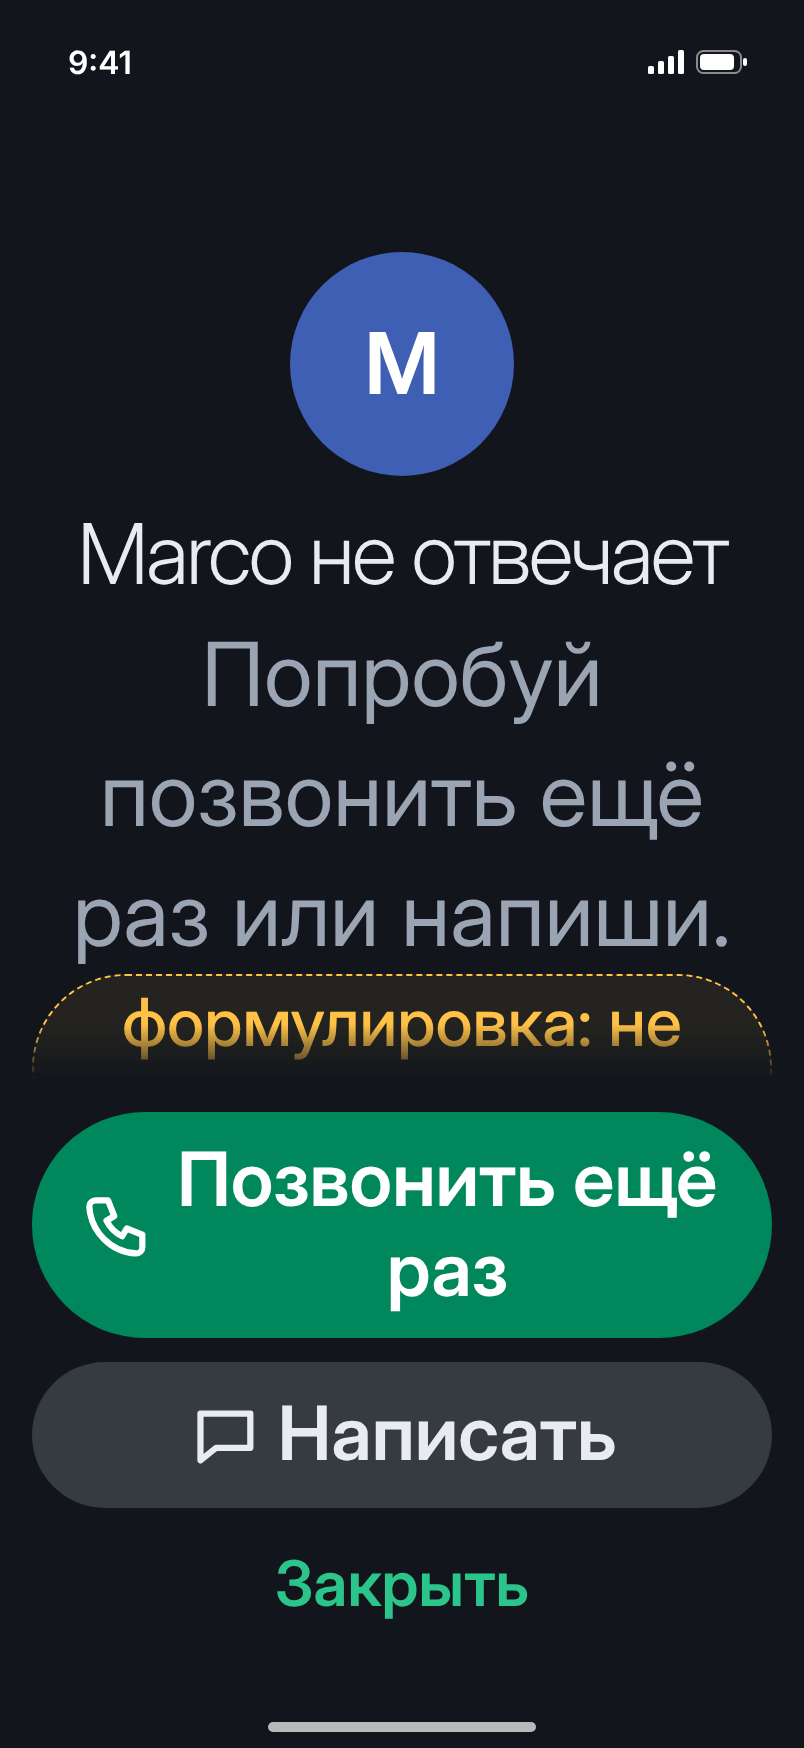 9:41
M
Marco не отвечает
Попробуй
позвонить ещё
раз или напиши.
формулировка: не
Позвонить ещё
раз
Написать
Закрыть